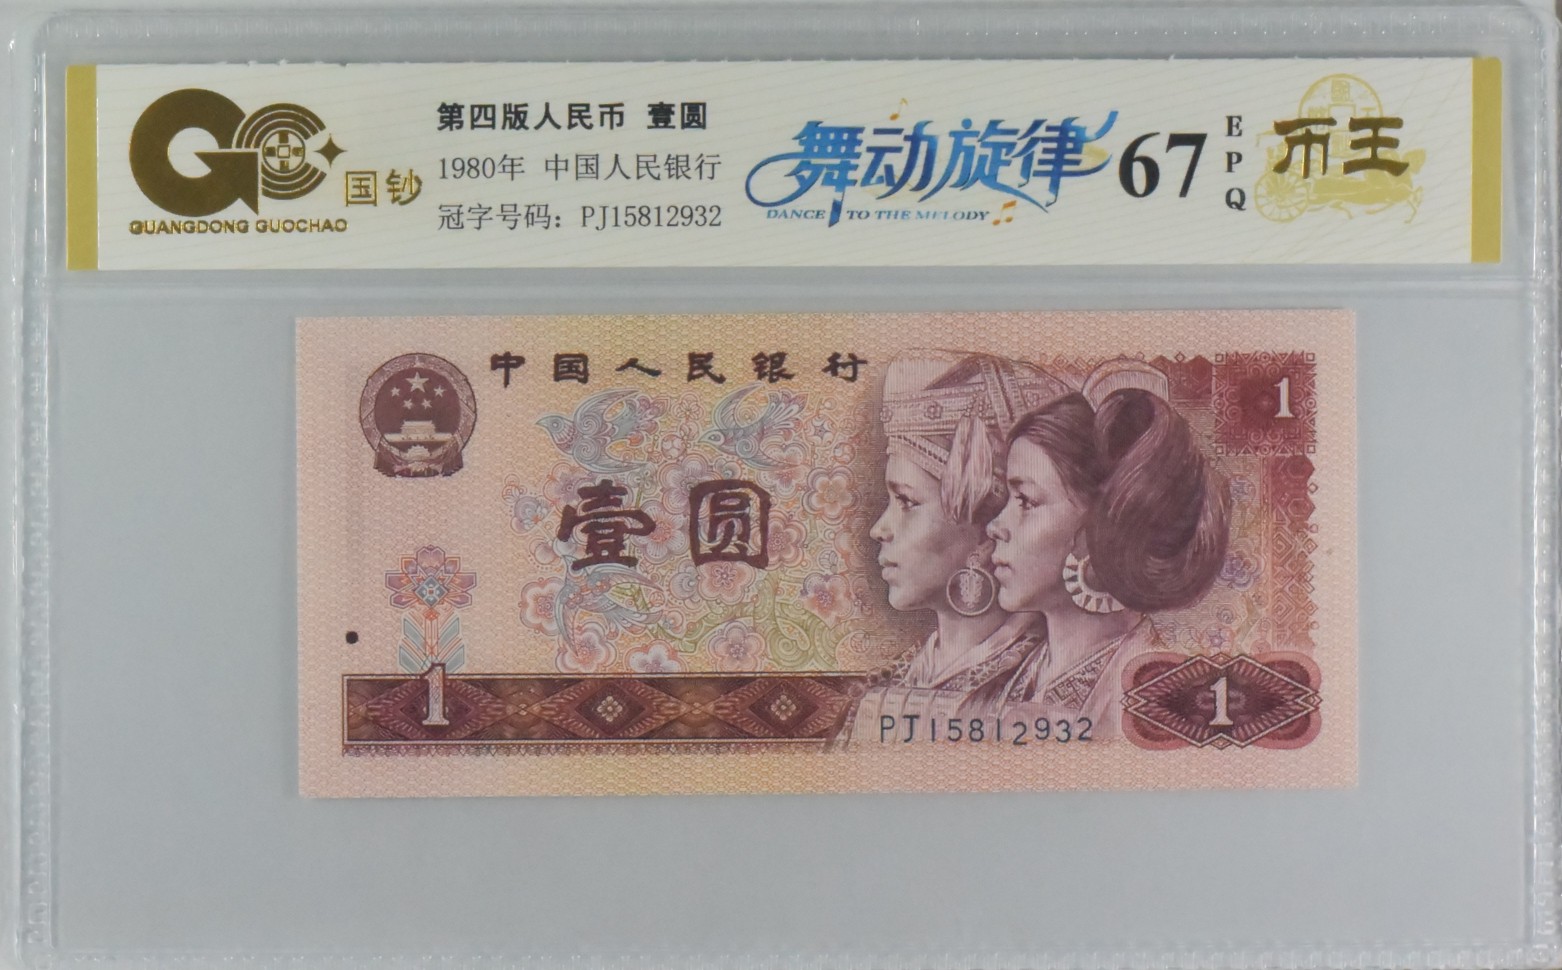 国钞
GUANGDONG GUOCHAO
第四版人民币 壹圆
1980年 中国人民银行
冠字号码：PJ15812932
舞动旋律
DANCE TO THE MELODY
67
EPQ
币王
中国人民银行
1
壹圆
1
PJ15812932
1